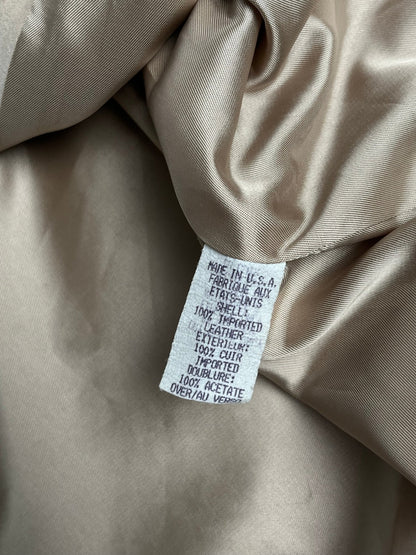 MADE IN U.S.A.
FABRIQUE AUX
ETATS-UNIS
SHELL:
100% IMPORTED
LEATHER
EXTERIEUR:
100% CUIR
IMPORTED
DOUBLURE:
100% ACETATE
OVER/AU VERSO